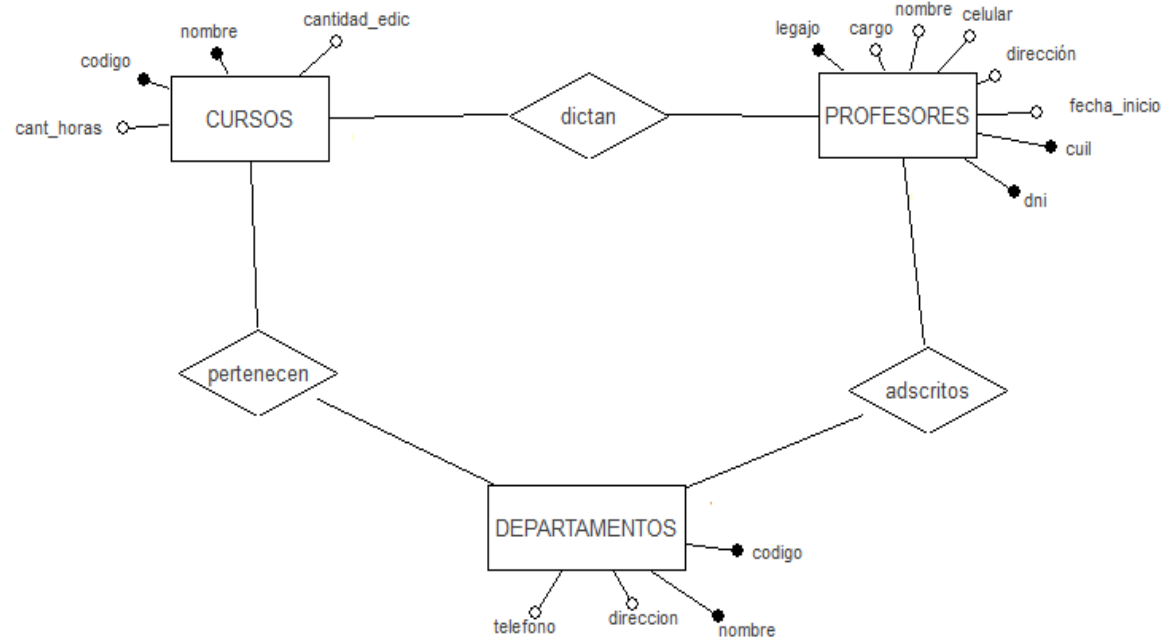 cantidad_edic
nombre
codigo
cant_horas
CURSOS
dictan
nombre
celular
legajo
cargo
dirección
fecha_inicio
PROFESORES
cuil
dni
pertenecen
adscritos
DEPARTAMENTOS
codigo
telefono
direccion
nombre